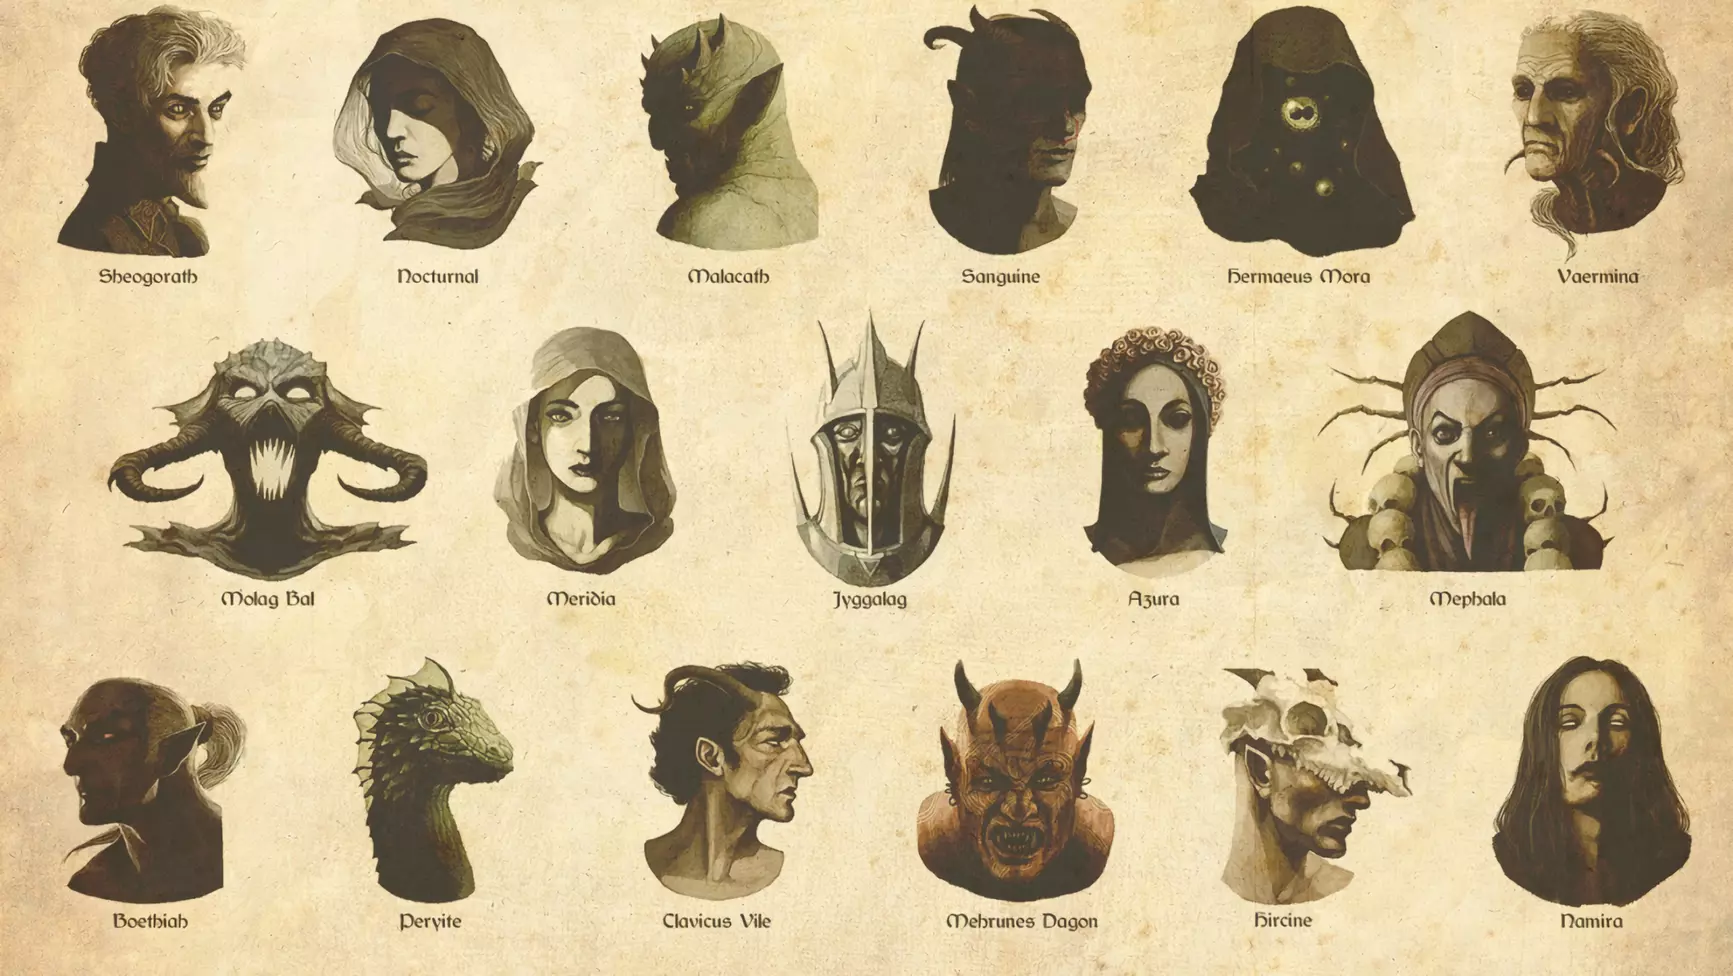 Sheogorath
Nocturnal
Malacath
Sanguine
Hermaeus Mora
Vaermina
Molag Bal
Meridia
Jyggalag
Azura
Mephala
Boethiah
Peryite
Clavicus Vile
Mehrunes Dagon
Hircine
Namira